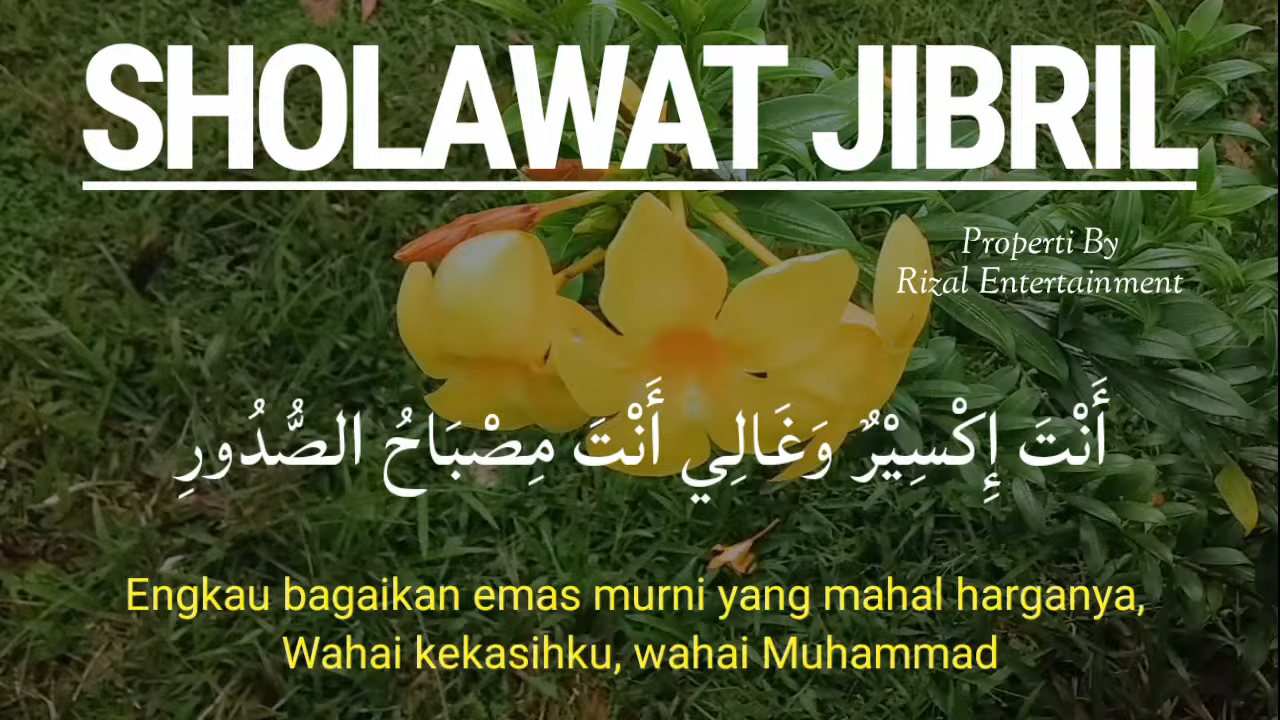 SHOLAWAT JIBRIL
Properti By
Rizal Entertainment
أَنْتَ إِكْسِيْرٌ وَغَالِي أَنْتَ مِصْبَاحُ الصُّدُورِ
Engkau bagaikan emas murni yang mahal harganya,
Wahai kekasihku, wahai Muhammad